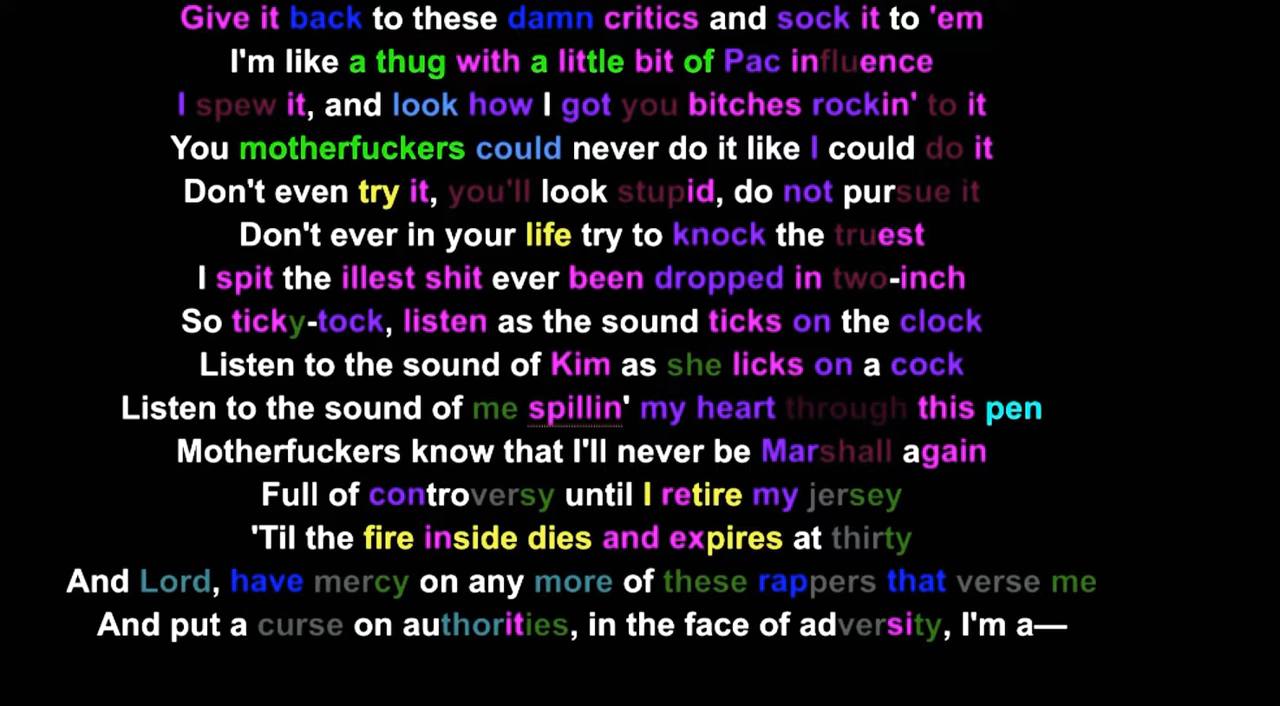 Give it back to these damn critics and sock it to 'em
I'm like a thug with a little bit of Pac influence
I spew it, and look how I got you bitches rockin' to it
You motherfuckers could never do it like I could do it
Don't even try it, you'll look stupid, do not pursue it
Don't ever in your life try to knock the truest
I spit the illest shit ever been dropped in two-inch
So ticky-tock, listen as the sound ticks on the clock
Listen to the sound of Kim as she licks on a cock
Listen to the sound of me spillin' my heart through this pen
Motherfuckers know that I'll never be Marshall again
Full of controversy until I retire my jersey
'Til the fire inside dies and expires at thirty
And Lord, have mercy on any more of these rappers that verse me
And put a curse on authorities, in the face of adversity, I'm a—